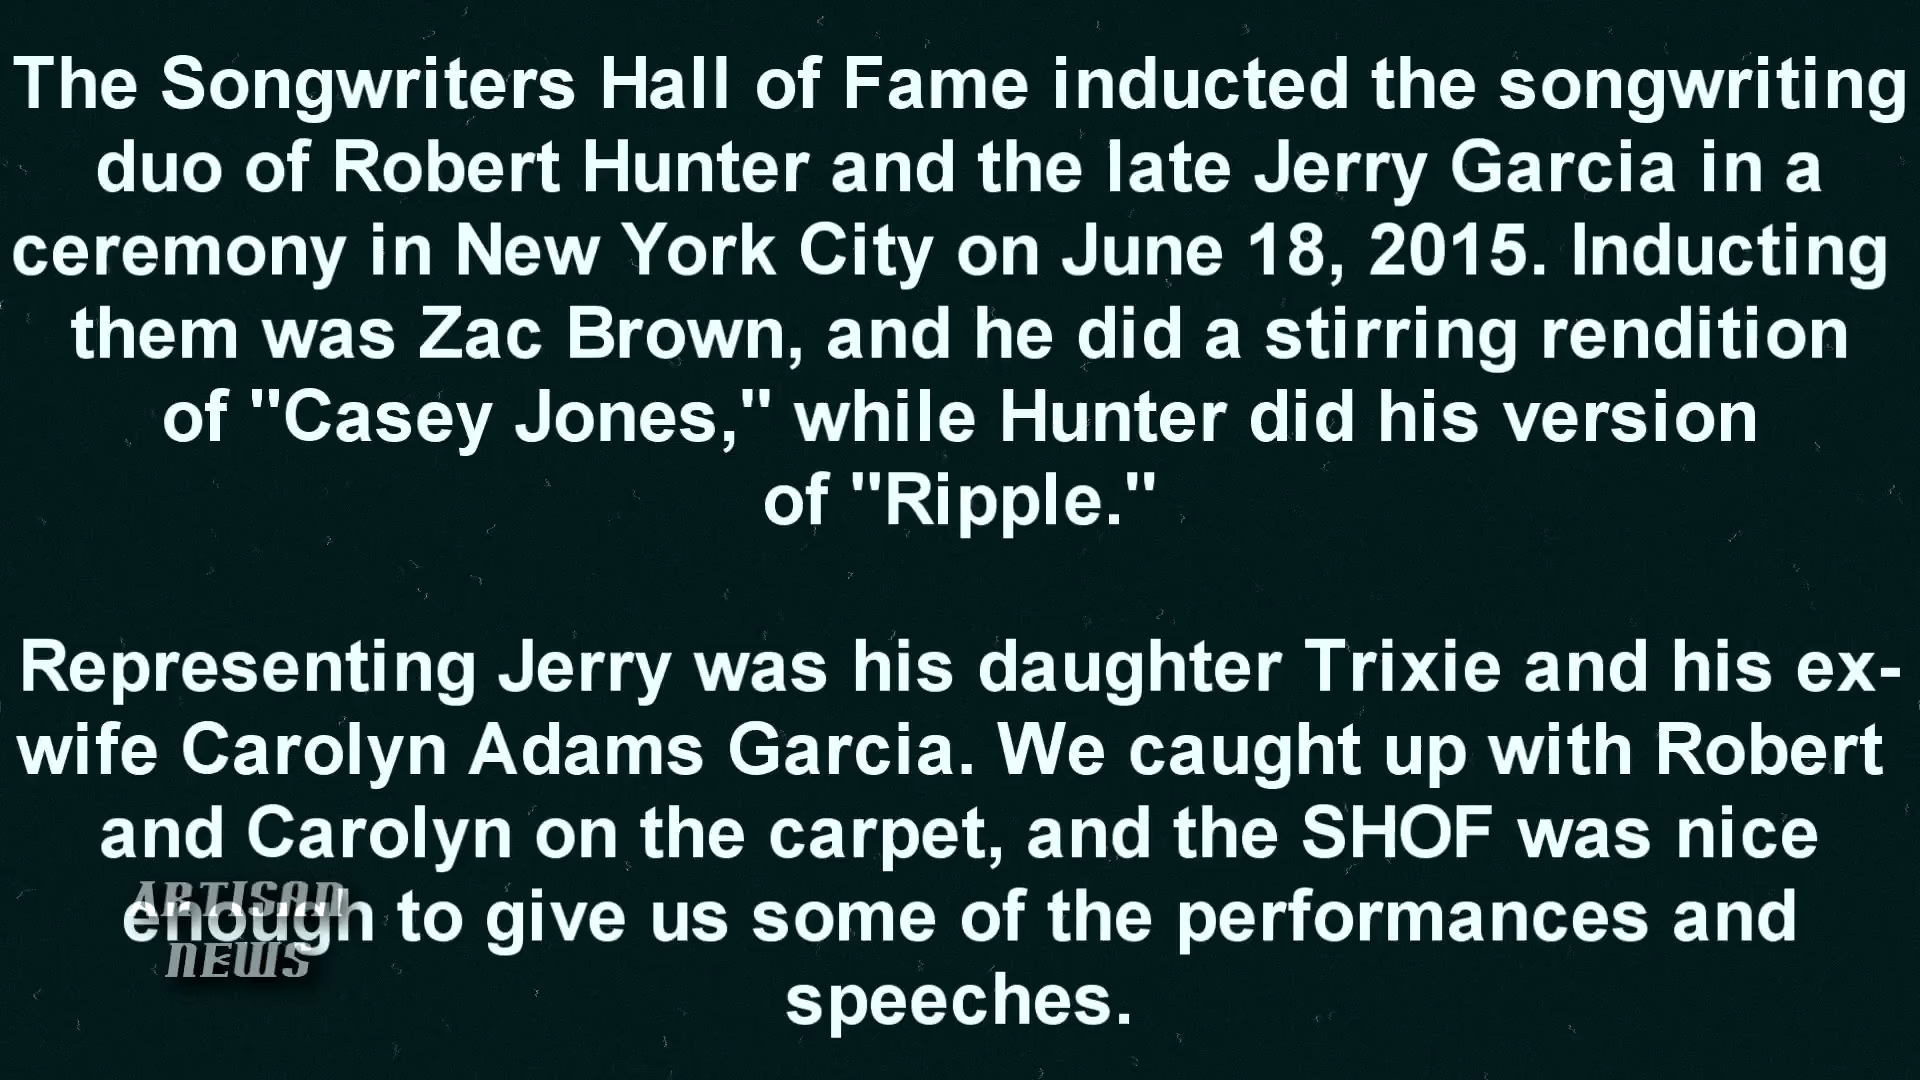 The Songwriters Hall of Fame inducted the songwriting
duo of Robert Hunter and the late Jerry Garcia in a
ceremony in New York City on June 18, 2015. Inducting
them was Zac Brown, and he did a stirring rendition
of "Casey Jones," while Hunter did his version
of "Ripple."
Representing Jerry was his daughter Trixie and his ex-
wife Carolyn Adams Garcia. We caught up with Robert
and Carolyn on the carpet, and the SHOF was nice
enough to give us some of the performances and
speeches.
ARTISAN
NEWS